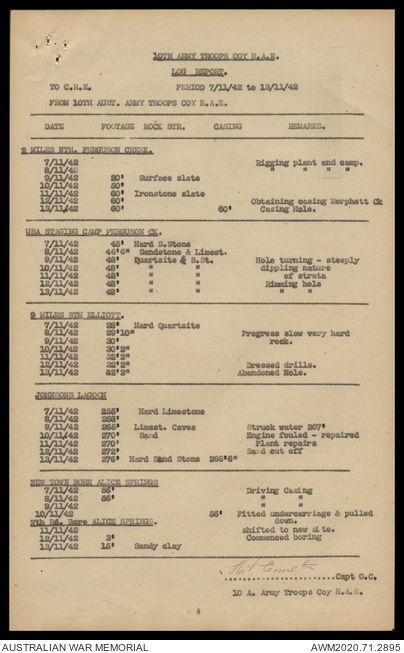 10TH ARMY TROOPS COY R.A.E.
LOG REPORT.
TO C.R.E. PERIOD 7/11/42 to 13/11/42
FROM 10TH AUST. ARMY TROOPS COY R.A.E.
DATE FOOTAGE ROCK STR. CASING REMARKS.
2 MILES NTH. FERGUSON CREEK.
7/11/42 Rigging plant and camp.
8/11/42 " " " "
9/11/42 20' Surface slate
10/11/42 50'
11/11/42 60' Ironstone slate
12/11/42 60' Obtaining casing Morphett Ck
13/11/42 60' 60' Casing Hole.
USA STAGING CAMP FERGUSON CK.
7/11/42 45' Hard S.Stone
8/11/42 46'6" Sandstone & Limest.
9/11/42 48' Quartzite & S.St. Hole turning - steeply
10/11/42 48' " " dippling nature
11/11/42 48' " " of strata
12/11/42 48' " " Rimming hole
13/11/42 48' " " " "
9 MILES STH ELLIOTT.
7/11/42 28' Hard Quartzite
8/11/42 29'10" Progress slow very hard
9/11/42 30' rock.
10/11/42 30'2"
11/11/42 32'2"
12/11/42 32'2" Dressed drills.
13/11/42 32'2" Abandoned Hole.
JOHNSONS LAGOON
7/11/42 255' Hard Limestone
8/11/42 258'
9/11/42 265' Limest. Caves Struck water 267'
10/11/42 270' Sand Engine fouled - repaired
11/11/42 270' Plant repairs
12/11/42 272' Sand cut off
13/11/42 276' Hard Sand Stone 266'6"
NEW TOWN BORE ALICE SPRINGS
7/11/42 56' Driving Casing
8/11/42 56' " "
9/11/42 " "
10/11/42 56' Fitted undercarriage & pulled
down.
Nth Rd. Bore ALICE SPRINGS.
11/11/42 shifted to new site.
12/11/42 3' Commenced boring
13/11/42 15' Sandy clay
Capt O.C.
10 A. Army Troops Coy R.A.E.
AUSTRALIAN WAR MEMORIAL AWM2020.71.2895